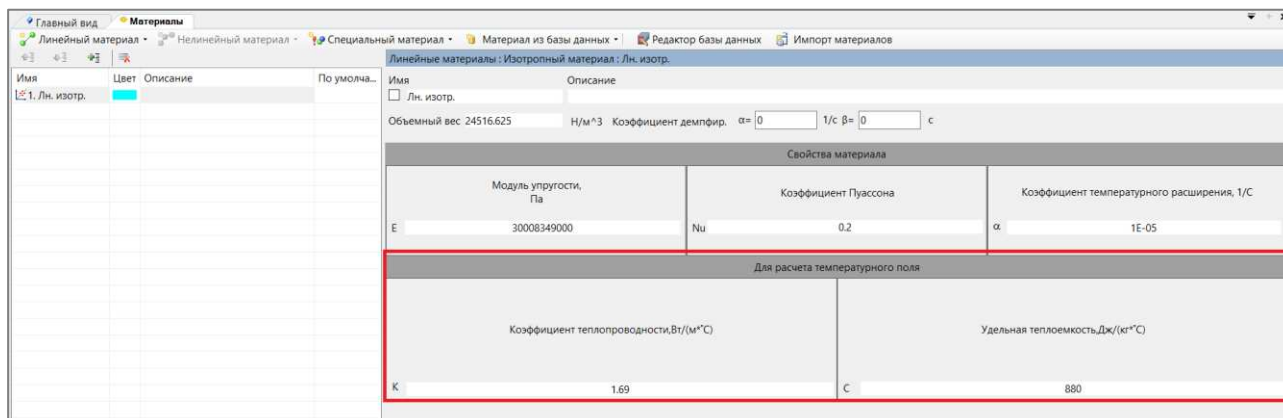 Главный вид Материалы
Линейный материал Нелинейный материал Специальный материал Материал из базы данных Редактор базы данных Импорт материалов
Линейные материалы : Изотропный материал : Лн. изотр.
Имя Цвет Описание По умолча...
1. Лн. изотр.
Имя Описание
Лн. изотр.
Объемный вес 24516.625 Н/м^3 Коэффициент демпфир. α= 0 1/с β= 0 с
Свойства материала
Модуль упругости, Коэффициент Пуассона Коэффициент температурного расширения, 1/С
Па
E 30008349000 Nu 0.2 α 1E-05
Для расчета температурного поля
Коэффициент теплопроводности,Вт/(м*˚С) Удельная теплоемкость,Дж/(кг*˚С)
K 1.69 C 880